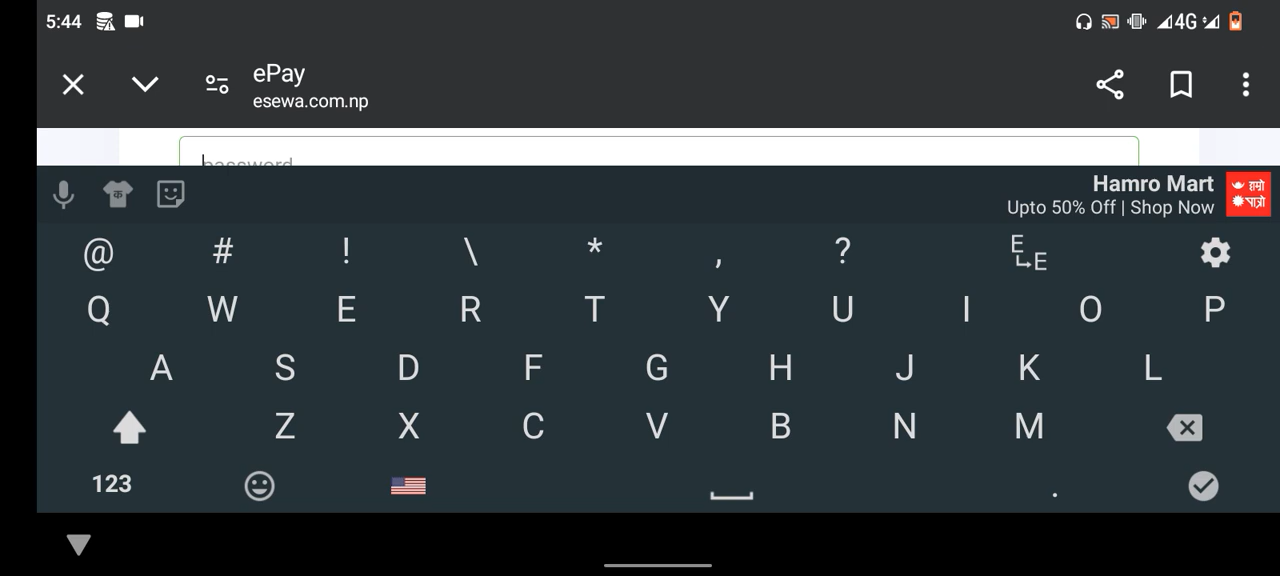 5:44
4G
ePay
esewa.com.np
password
Hamro Mart
Upto 50% Off | Shop Now
हाम्रो
पात्रो
क
@ # ! \ * , ? E E
Q W E R T Y U I O P
A S D F G H J K L
Z X C V B N M
123 .